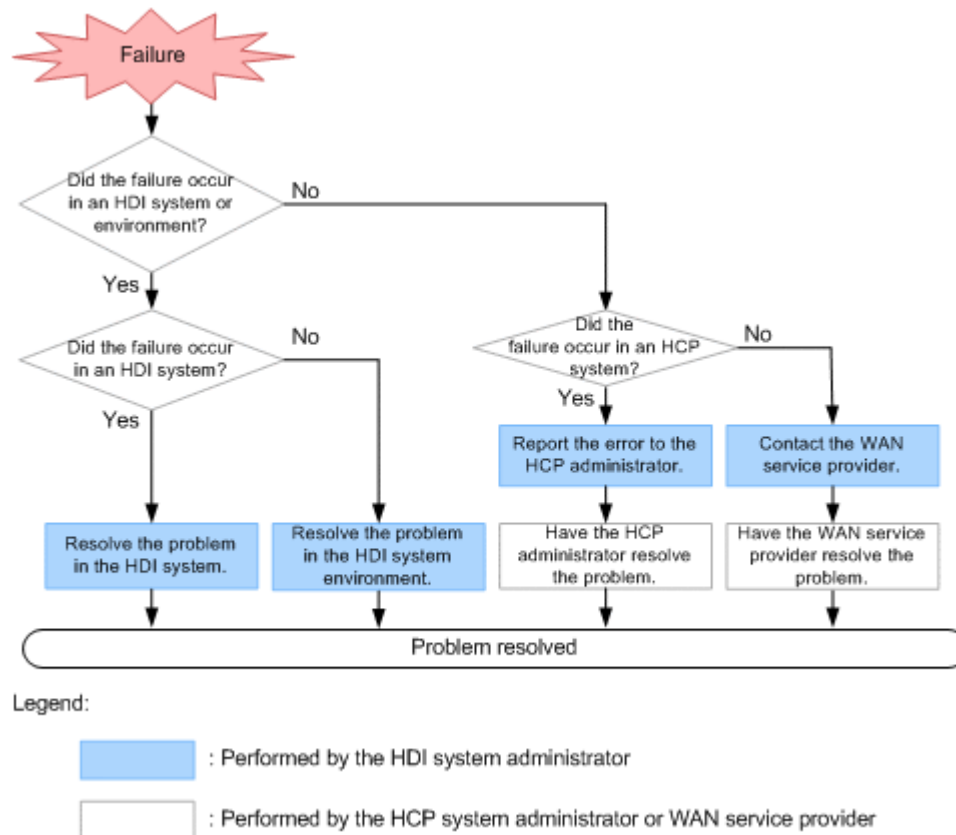 Failure
Did the failure occur
in an HDI system or
environment?
No
Yes
Did the failure occur
in an HDI system?
No
Yes
Did the
failure occur in an HCP
system?
No
Yes
Report the error to the
HCP administrator.
Contact the WAN
service provider.
Resolve the problem
in the HDI system.
Resolve the problem
in the HDI system
environment.
Have the HCP
administrator resolve
the problem.
Have the WAN service
provider resolve the
problem.
Problem resolved
Legend:
: Performed by the HDI system administrator
: Performed by the HCP system administrator or WAN service provider